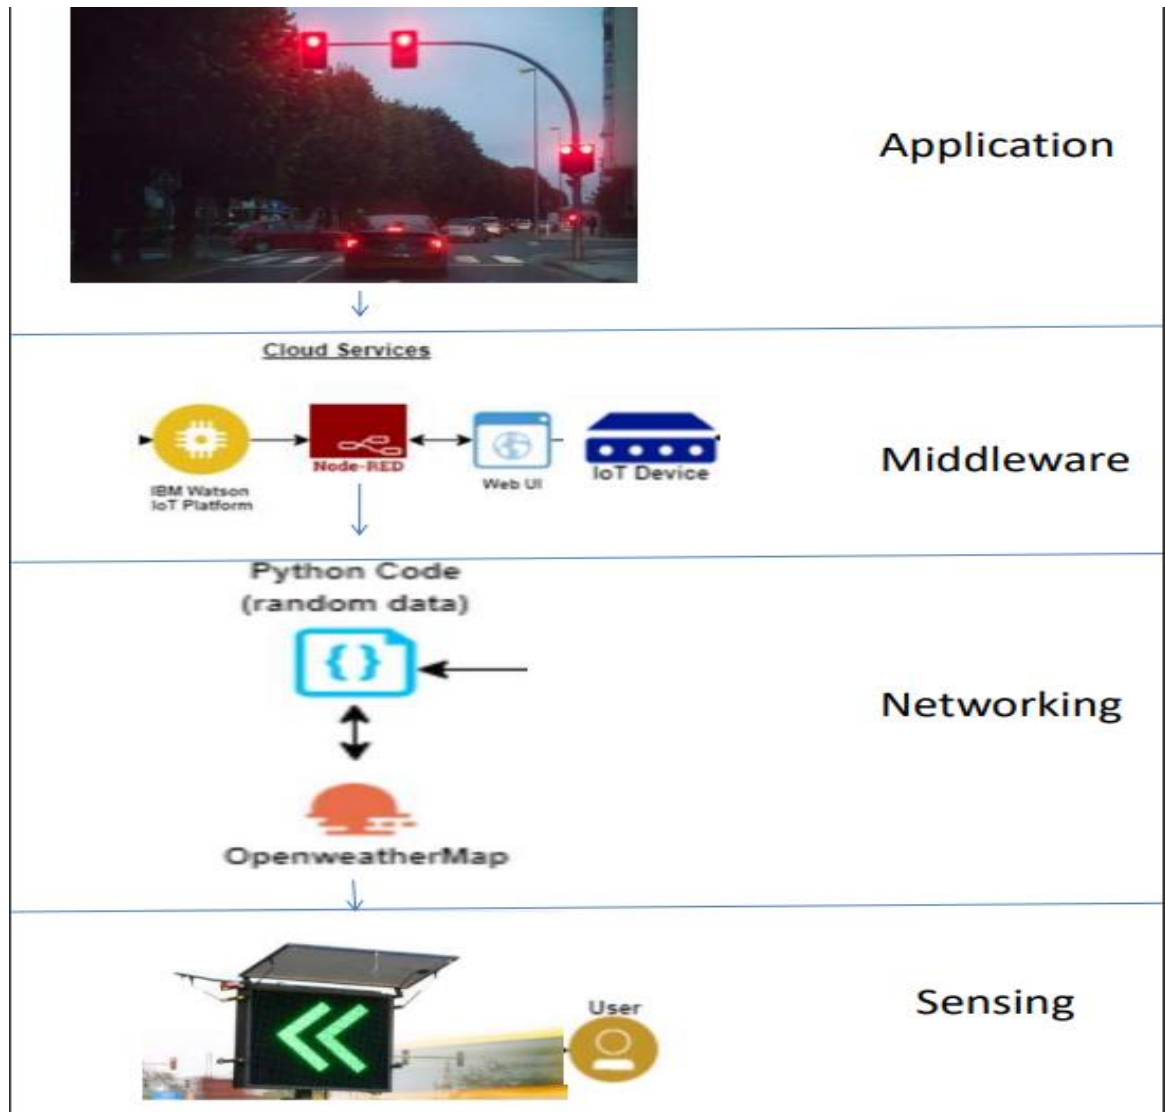 Application
Cloud Services
Node-RED
IBM Watson
IoT Platform
Web UI
IoT Device
Middleware
Python Code
(random data)
{}
Networking
OpenweatherMap
User
Sensing